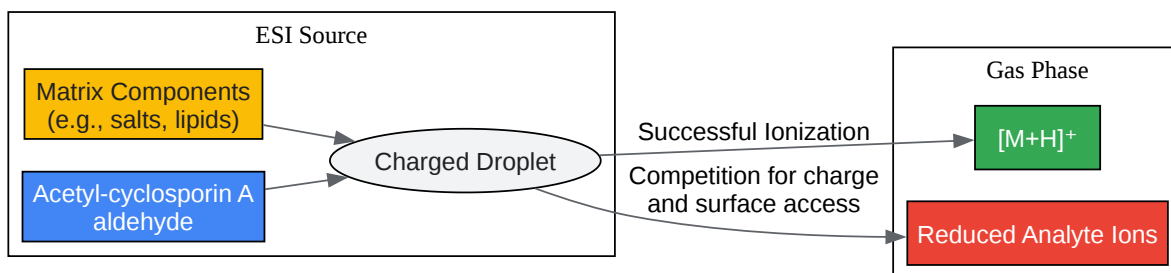 ESI Source
Matrix Components
(e.g., salts, lipids)
Acetyl-cyclosporin A
aldehyde
Charged Droplet
Successful Ionization
Competition for charge
and surface access
Gas Phase
[M+H]⁺
Reduced Analyte Ions